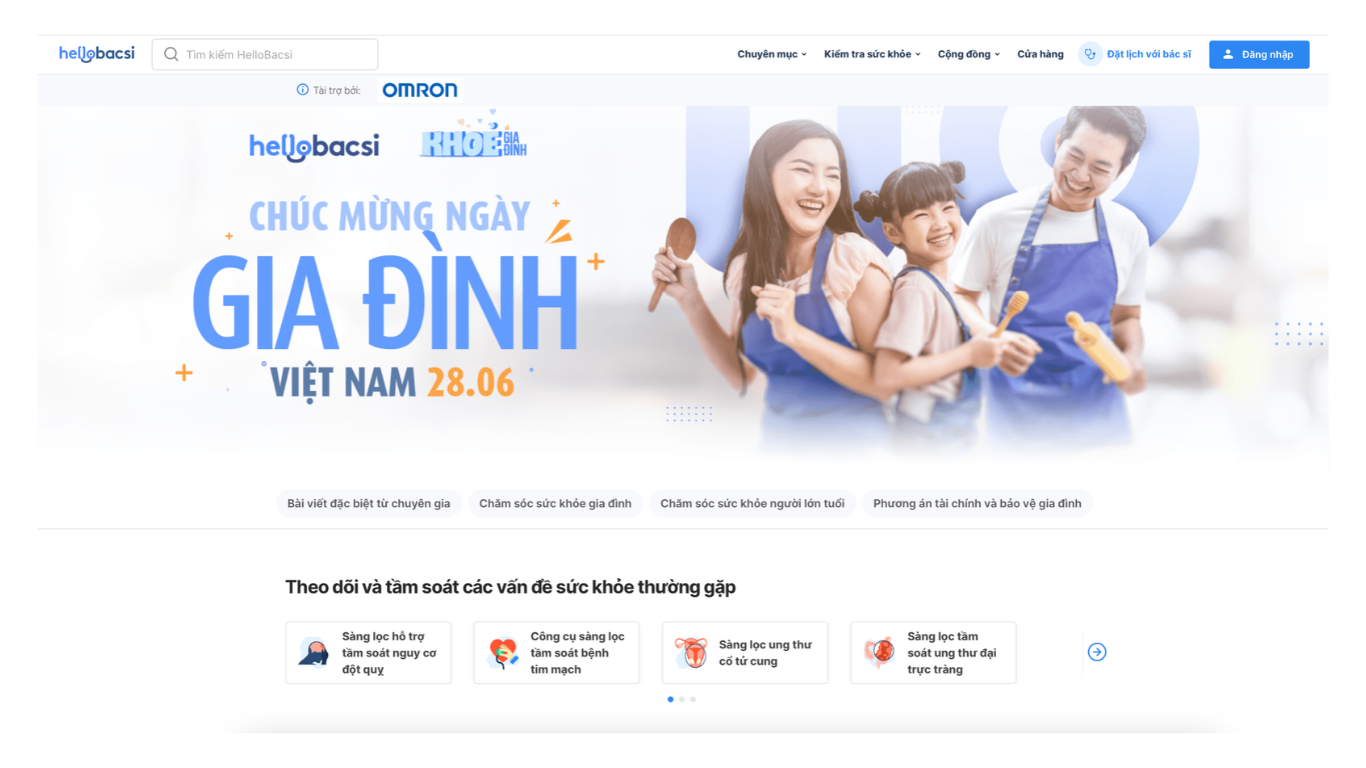 hellobacsi
Tìm kiếm HelloBacsi
Chuyên mục
Kiểm tra sức khỏe
Cộng đồng
Cửa hàng
Đặt lịch với bác sĩ
Đăng nhập
Tài trợ bởi:
OMRON
hellobacsi
KHOẺ GIA ĐÌNH
CHÚC MỪNG NGÀY
GIA ĐÌNH
VIỆT NAM 28.06
Bài viết đặc biệt từ chuyên gia
Chăm sóc sức khỏe gia đình
Chăm sóc sức khỏe người lớn tuổi
Phương án tài chính và bảo vệ gia đình
Theo dõi và tầm soát các vấn đề sức khỏe thường gặp
Sàng lọc hỗ trợ
tầm soát nguy cơ
đột quỵ
Công cụ sàng lọc
tầm soát bệnh
tim mạch
Sàng lọc ung thư
cổ tử cung
Sàng lọc tầm
soát ung thư đại
trực tràng